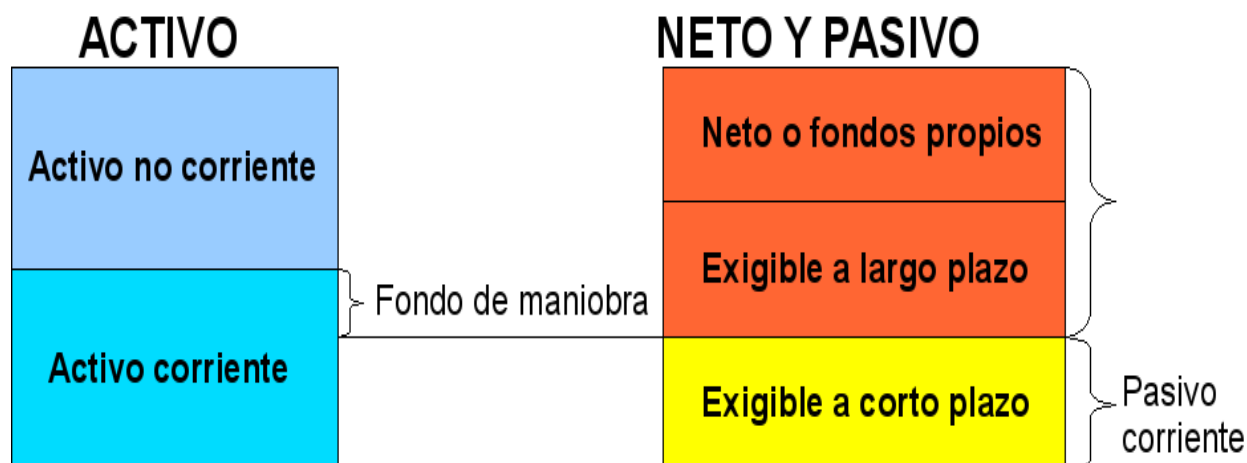 ACTIVO
NETO Y PASIVO
Activo no corriente
Neto o fondos propios
Exigible a largo plazo
Fondo de maniobra
Activo corriente
Exigible a corto plazo
Pasivo
corriente